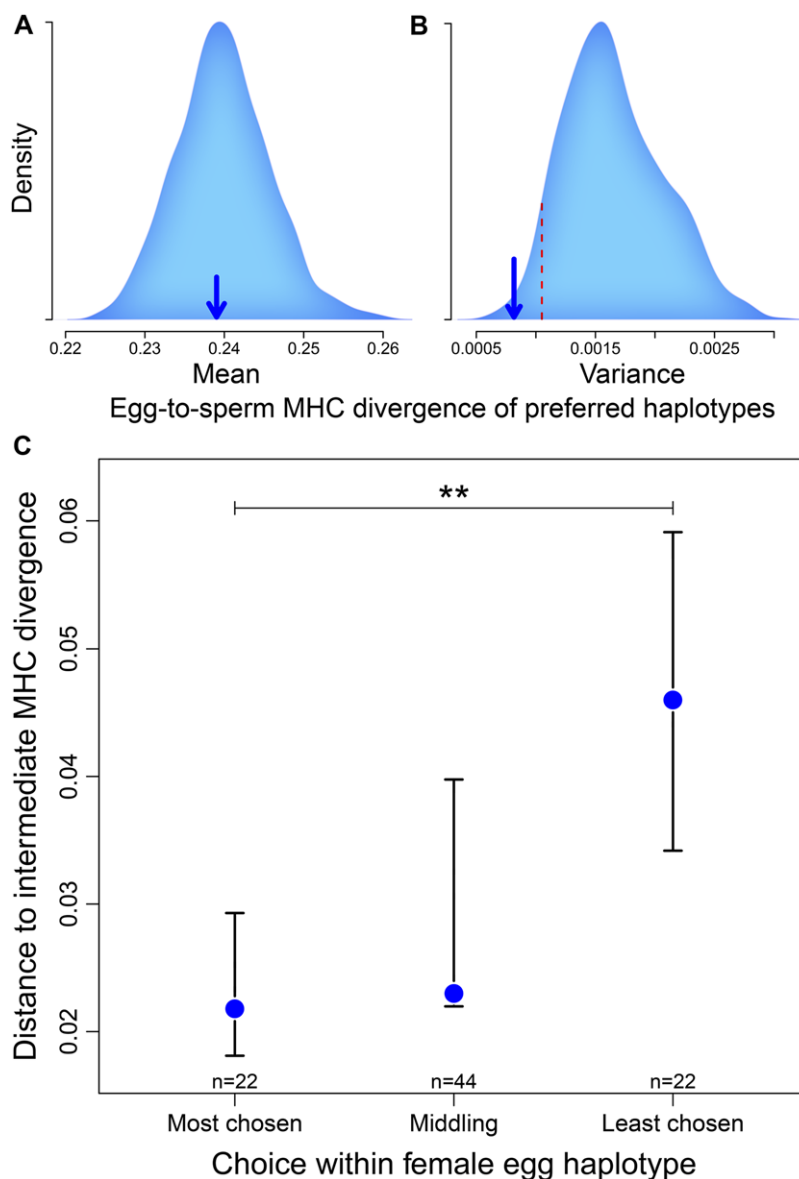 A
B
Density
0.22 0.23 0.24 0.25 0.26
0.0005 0.0015 0.0025
Mean
Variance
Egg-to-sperm MHC divergence of preferred haplotypes
C
**
Distance to intermediate MHC divergence
0.06
0.05
0.04
0.03
0.02
n=22 n=44 n=22
Most chosen Middling Least chosen
Choice within female egg haplotype